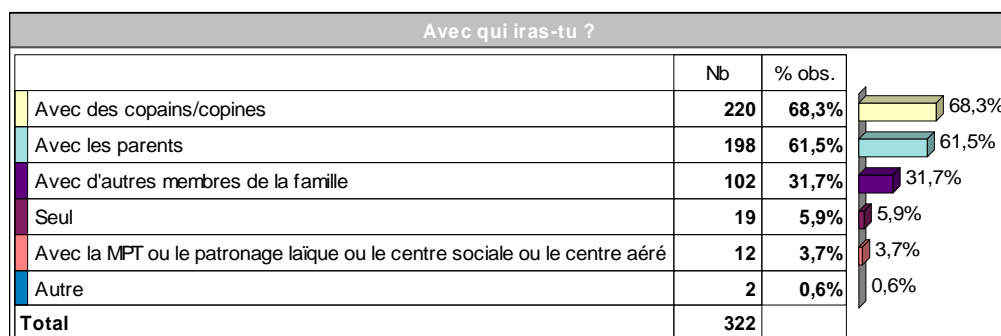 Avec qui iras-tu ?
Nb % obs.
Avec des copains/copines 220 68,3% 68,3%
Avec les parents 198 61,5% 61,5%
Avec d'autres membres de la famille 102 31,7% 31,7%
Seul 19 5,9% 5,9%
Avec la MPT ou le patronage laïque ou le centre sociale ou le centre aéré 12 3,7% 3,7%
Autre 2 0,6% 0,6%
Total 322